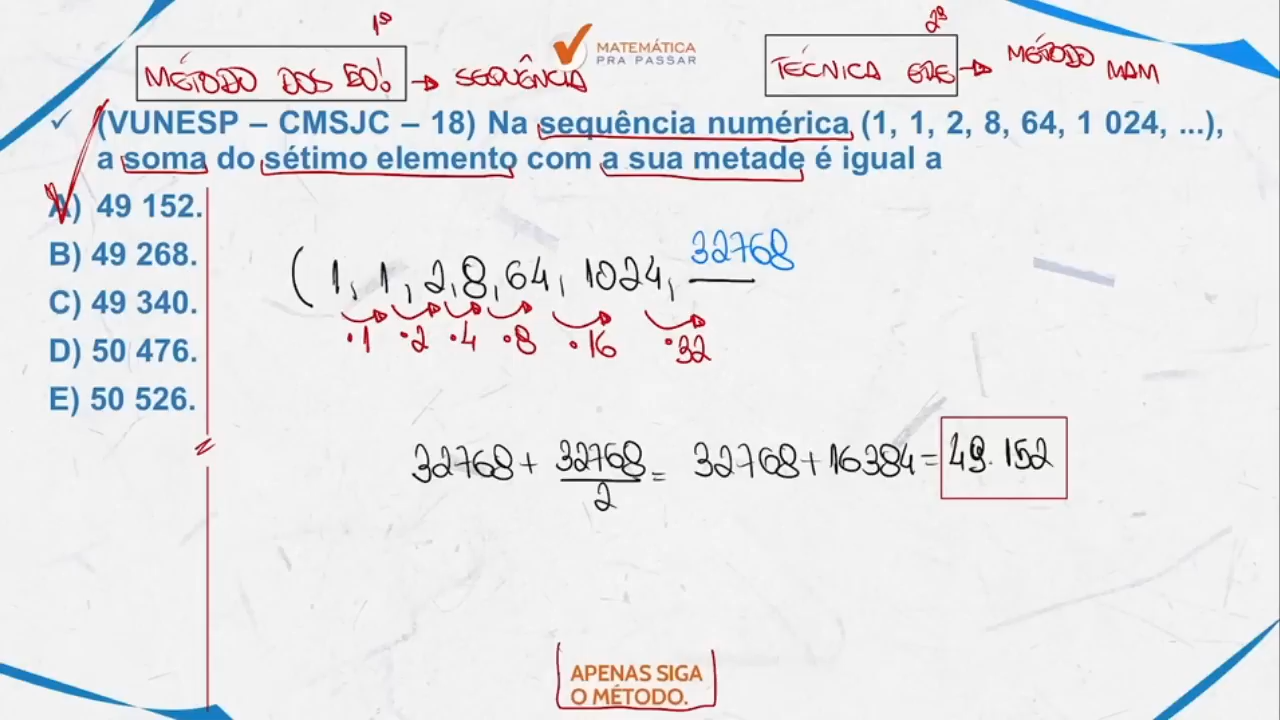 1º
2º
MÉTODO DOS 50! → SEQUÊNCIA
MATEMÁTICA
PRA PASSAR
TÉCNICA → MÉTODO MAM
(VUNESP – CMSJC – 18) Na sequência numérica (1, 1, 2, 8, 64, 1 024, ...),
a soma do sétimo elemento com a sua metade é igual a
A) 49 152.
B) 49 268.
C) 49 340.
D) 50 476.
E) 50 526.
(1, 1, 2, 8, 64, 1024, 32768
·1 ·2 ·4 ·8 ·16 ·32
32768 + 32768/2 = 32768 + 16384 = 49.152
APENAS SIGA
O MÉTODO.